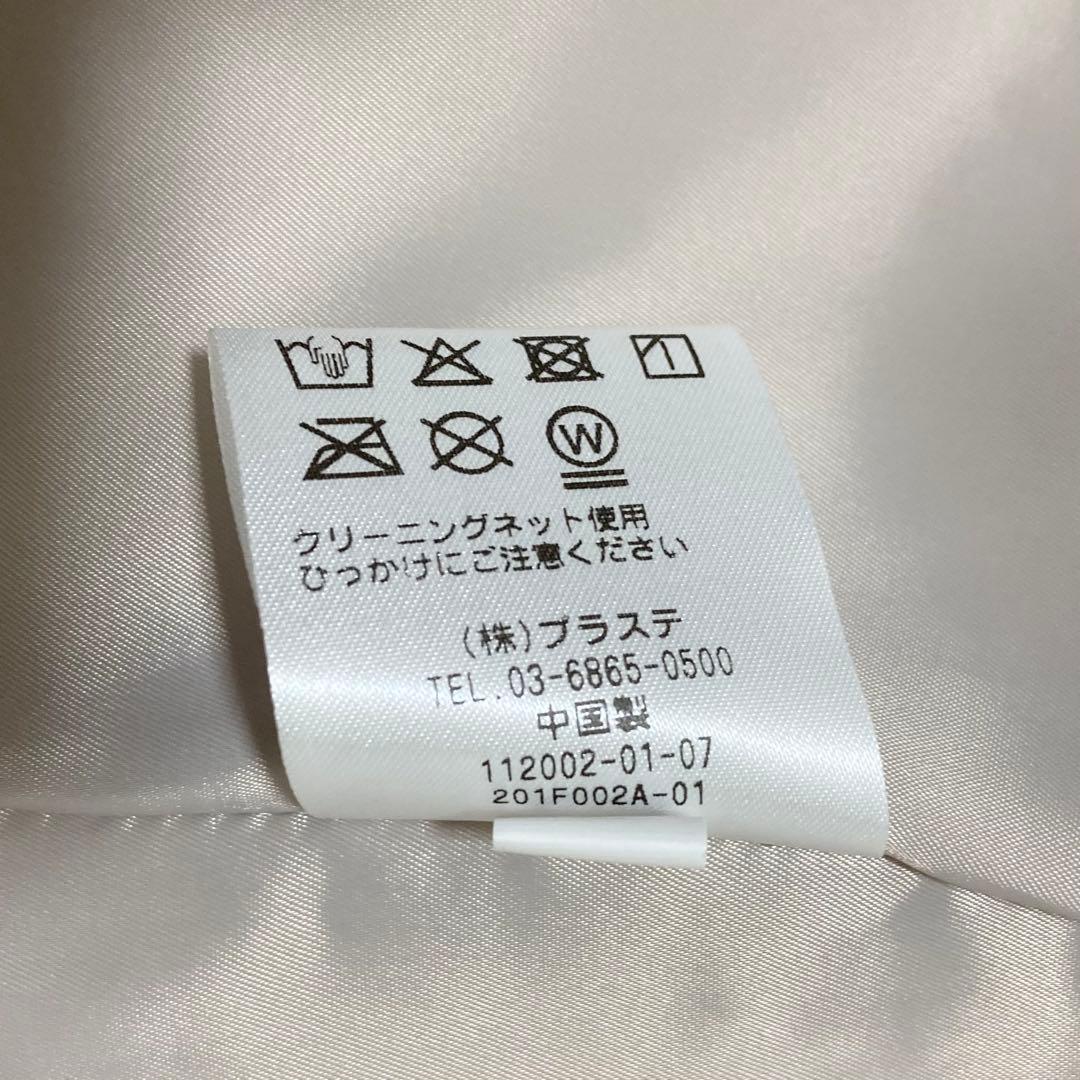 W
クリーニングネット使用
ひっかけにご注意ください
(株)プラステ
TEL.03-6865-0500
中国製
112002-01-07
201F002A-01